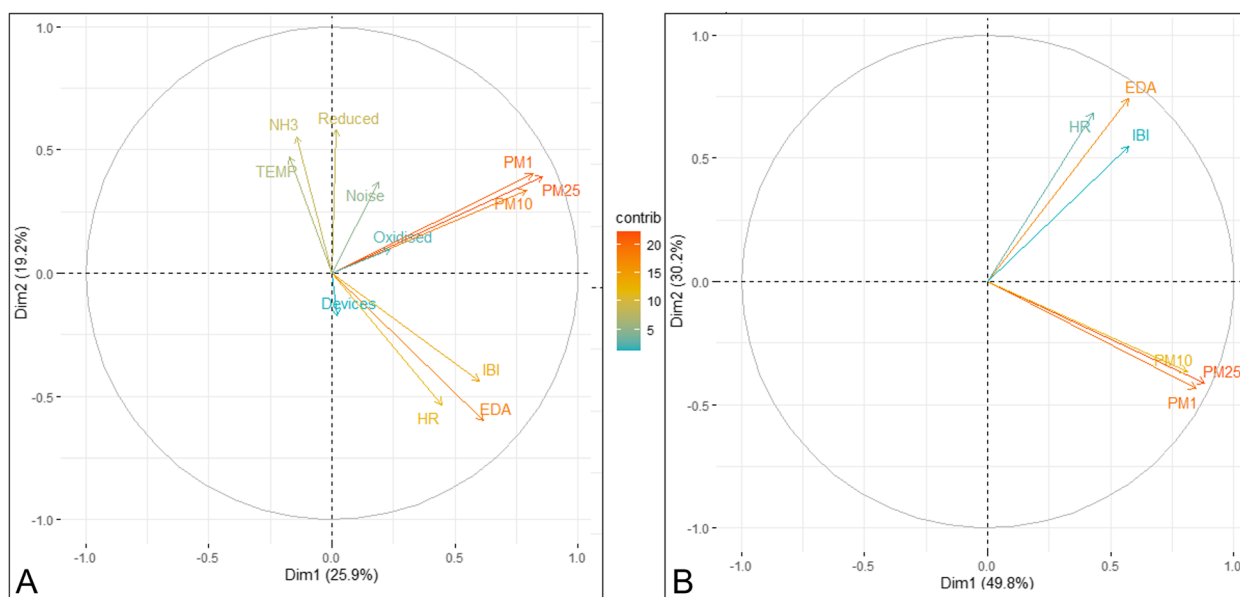 1.0
0.5
0.0
-0.5
-1.0
Dim2 (19.2%)
NH3
Reduced
TEMP
Noise
PM1
PM25
PM10
Oxidised
Devices
IBI
EDA
HR
-1.0 -0.5 0.0 0.5 1.0
Dim1 (25.9%)
A
contrib
20
15
10
5
1.0
0.5
0.0
-0.5
-1.0
Dim2 (30.2%)
EDA
HR
IBI
PM10
PM25
PM1
-1.0 -0.5 0.0 0.5 1.0
Dim1 (49.8%)
B